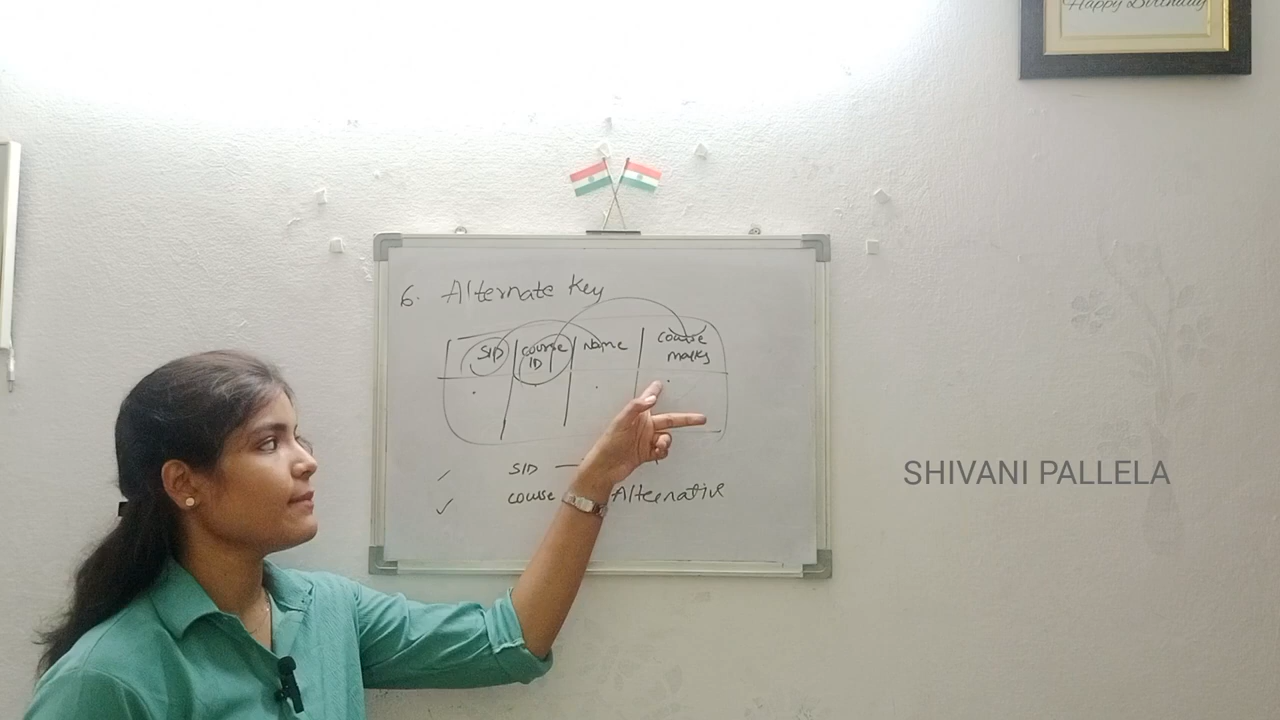 Happy Birthday
6. Alternate Key
SID
course ID
Name
course marks
SID —
course
Alternative
SHIVANI PALLELA